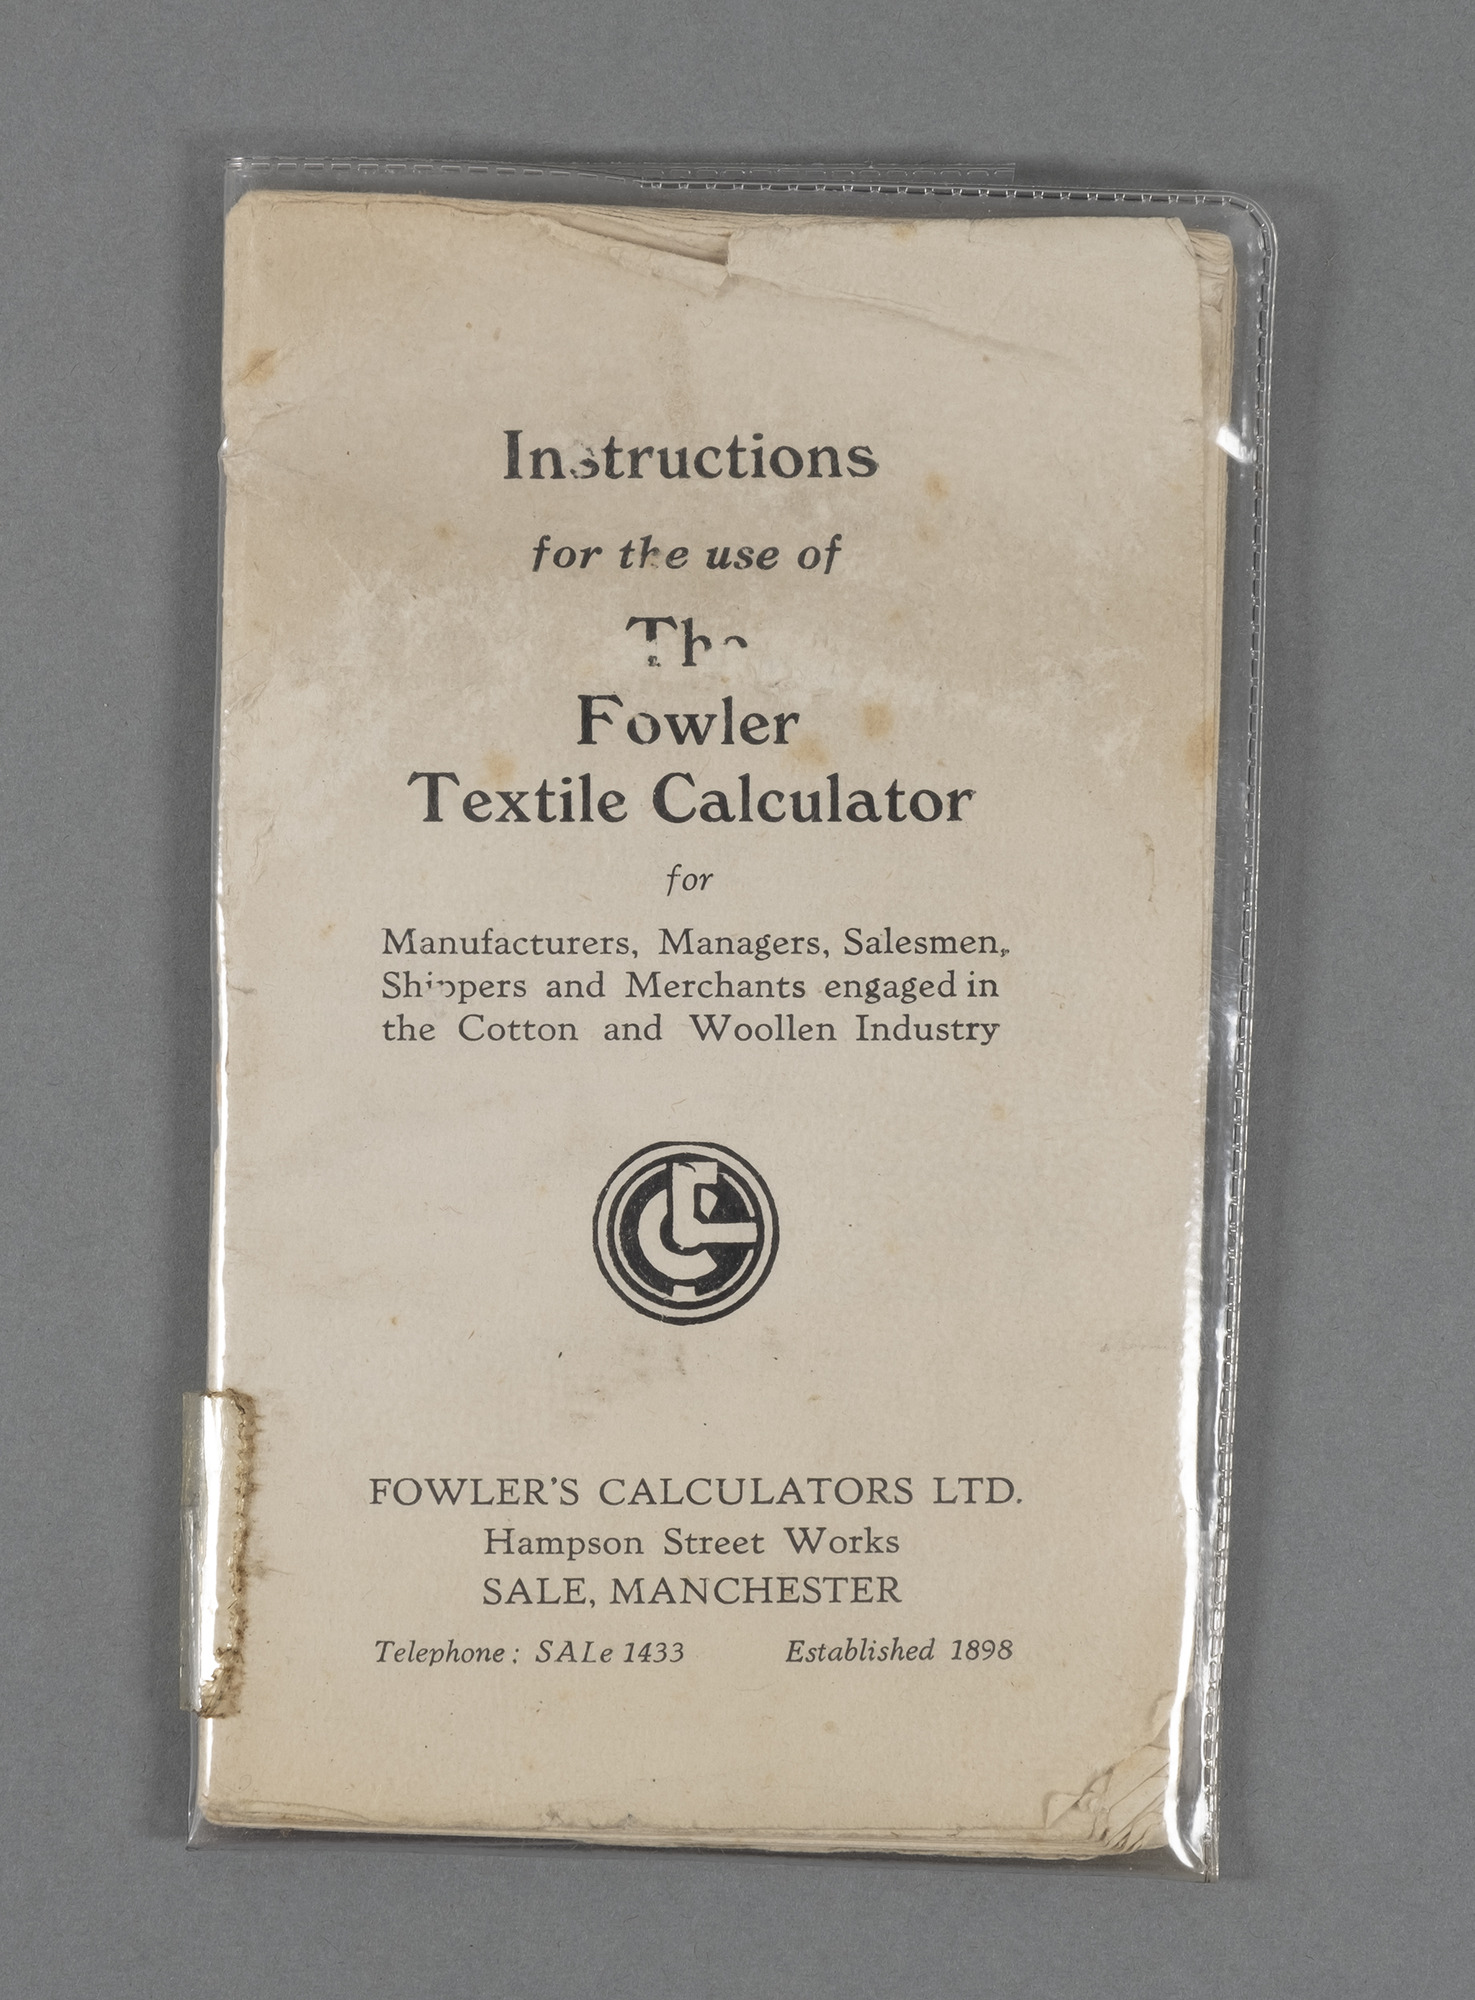 Instructions
for the use of
The
Fowler
Textile Calculator
for
Manufacturers, Managers, Salesmen,
Shippers and Merchants engaged in
the Cotton and Woollen Industry
FOWLER'S CALCULATORS LTD.
Hampson Street Works
SALE, MANCHESTER
Telephone: SALe 1433 Established 1898